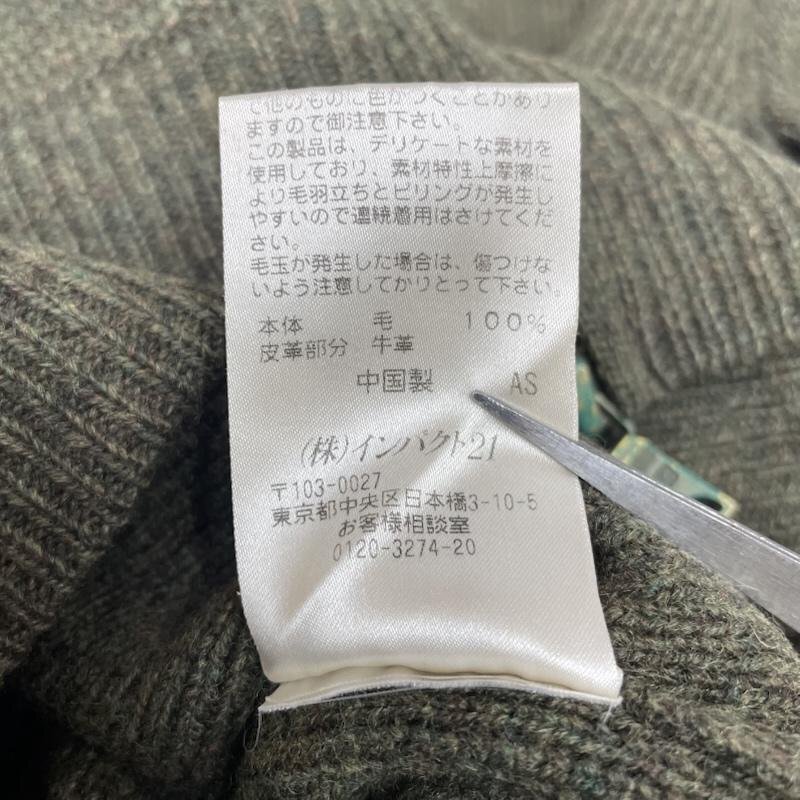 で他のものに色がつくことがあり
ますので御注意下さい。
この製品は、デリケートな素材を
使用しており、素材特性上摩擦に
より毛羽立ちとピリングが発生し
やすいので連続着用はさけてくだ
さい。
毛玉が発生した場合は、傷つけな
いよう注意してかりとって下さい。
本体 毛 100%
皮革部分 牛革
中国製 AS
(株)インパクト21
〒103-0027
東京都中央区日本橋3-10-5
お客様相談室
0120-3274-20